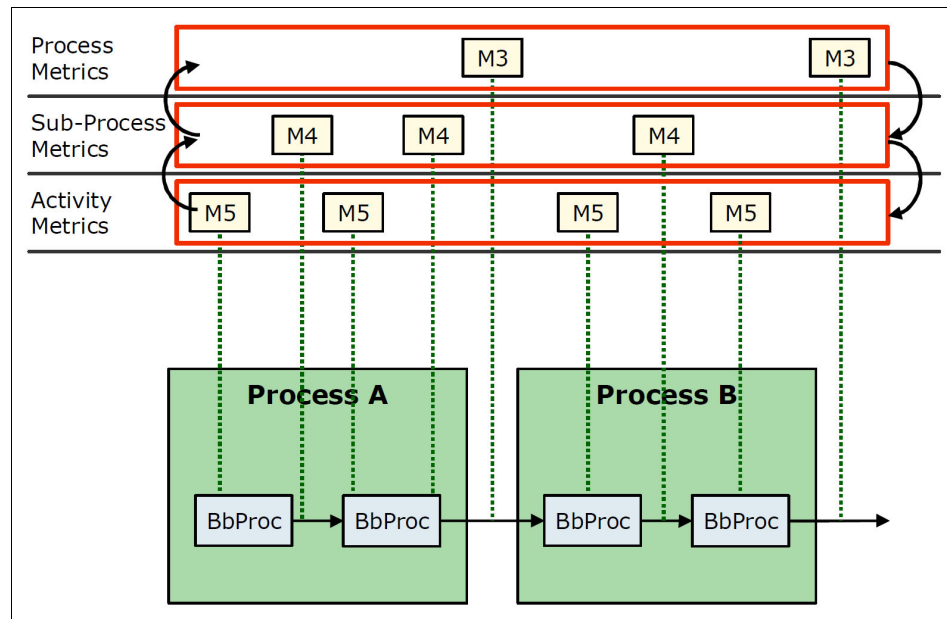 Process
Metrics
M3
M3
Sub-Process
Metrics
M4
M4
M4
Activity
Metrics
M5
M5
M5
M5
Process A
Process B
BbProc
BbProc
BbProc
BbProc